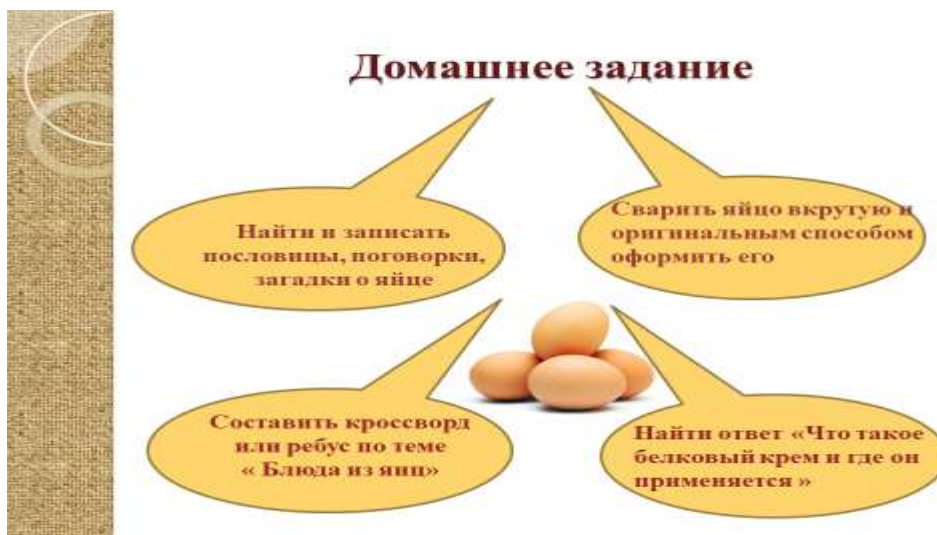 Домашнее задание
Найти и записать
пословицы, поговорки,
загадки о яйце
Сварить яйцо вкрутую и
оригинальным способом
оформить его
Составить кроссворд
или ребус по теме
« Блюда из яиц»
Найти ответ «Что такое
белковый крем и где он
применяется »